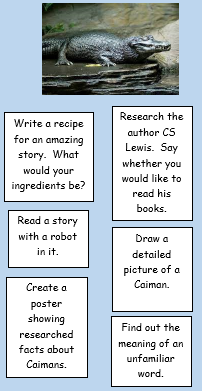 Write a recipe
for an amazing
story. What
would your
ingredients be?
Research the
author CS
Lewis. Say
whether you
would like to
read his
books.
Read a story
with a robot
in it.
Draw a
detailed
picture of a
Caiman.
Create a
poster
showing
researched
facts about
Caimans.
Find out the
meaning of an
unfamiliar
word.